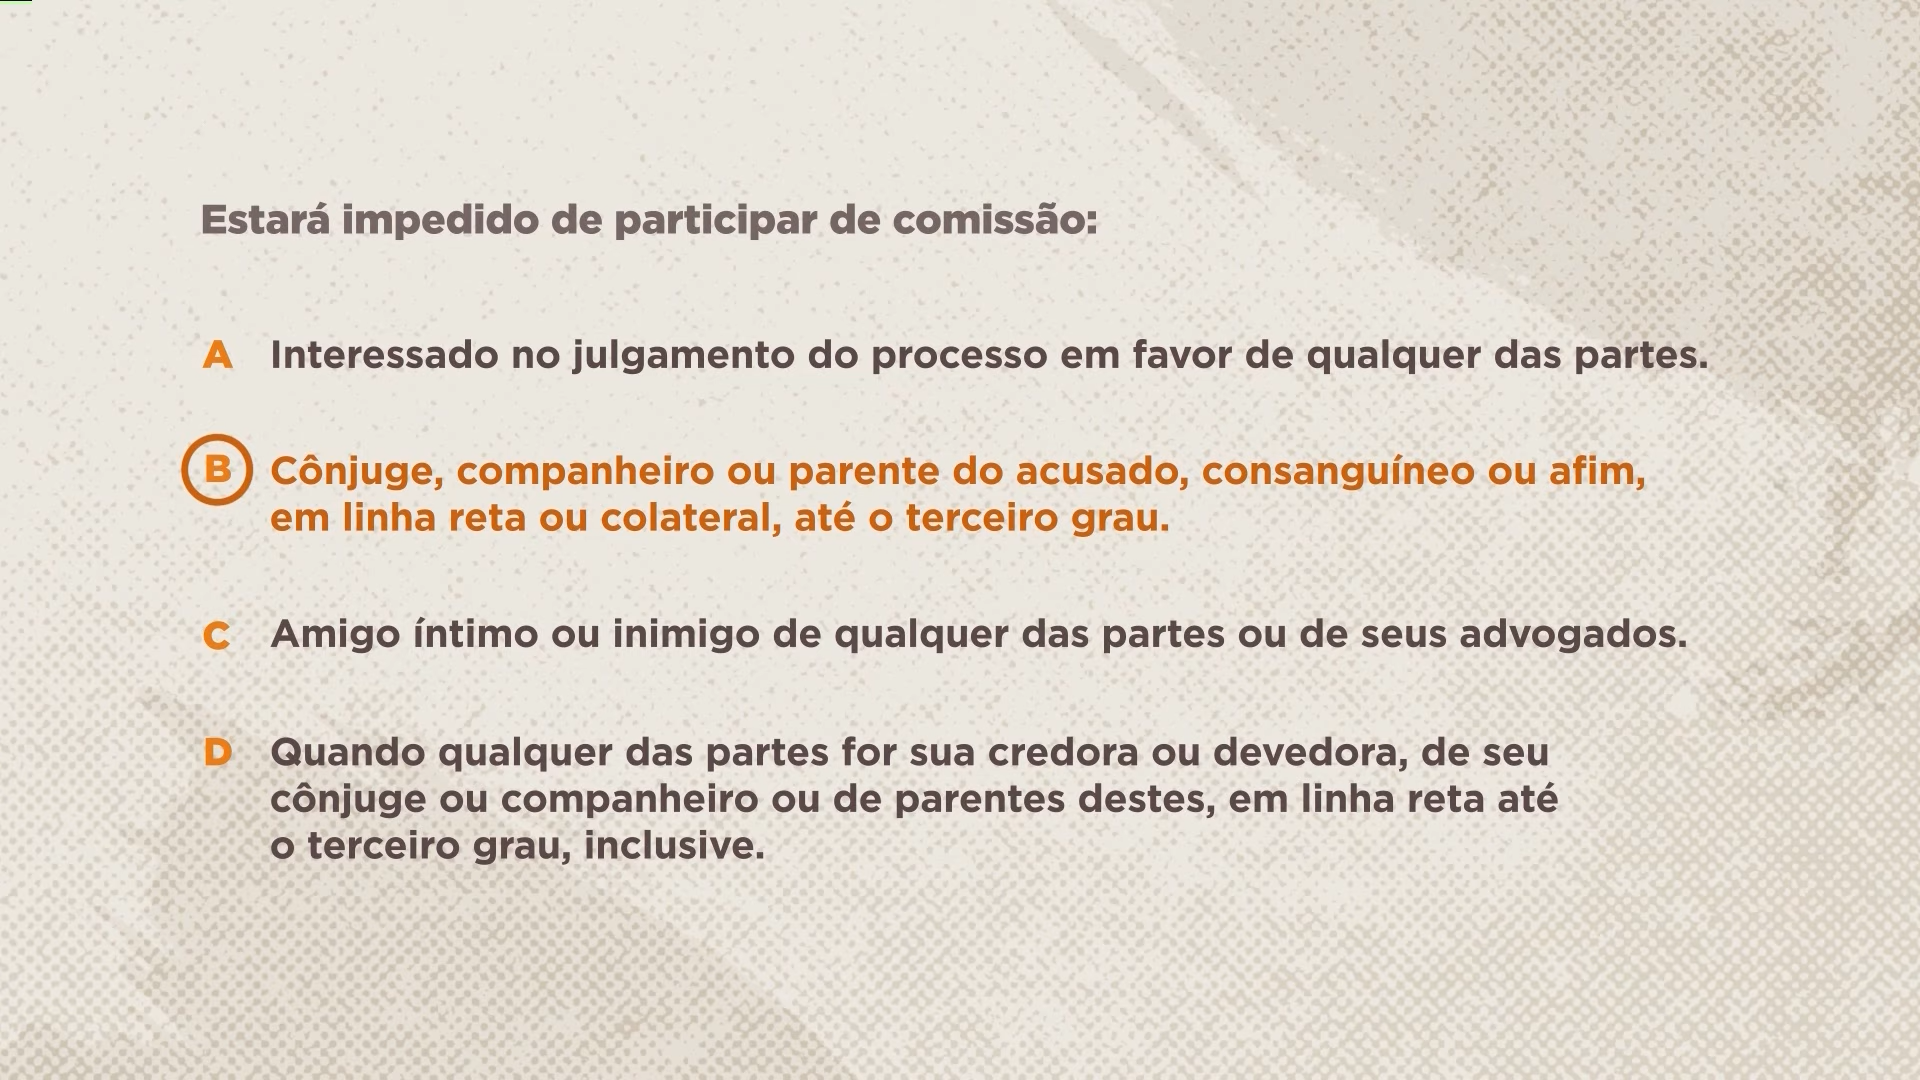 Estará impedido de participar de comissão:
A Interessado no julgamento do processo em favor de qualquer das partes.
B Cônjuge, companheiro ou parente do acusado, consanguíneo ou afim,
em linha reta ou colateral, até o terceiro grau.
C Amigo íntimo ou inimigo de qualquer das partes ou de seus advogados.
D Quando qualquer das partes for sua credora ou devedora, de seu
cônjuge ou companheiro ou de parentes destes, em linha reta até
o terceiro grau, inclusive.